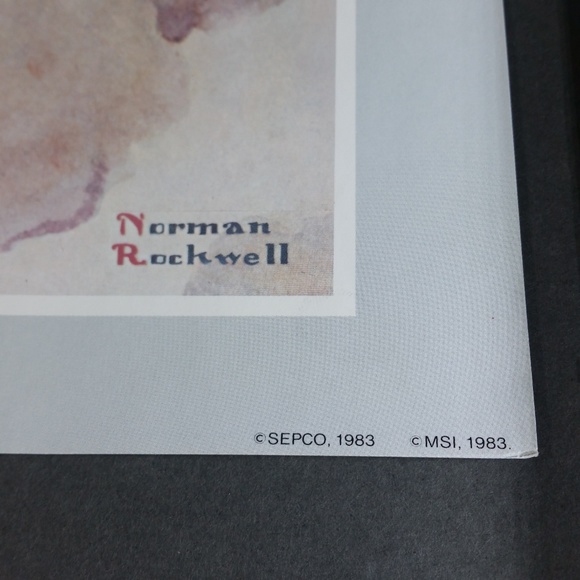 Norman
Rockwell
©SEPCO, 1983 ©MSI, 1983.